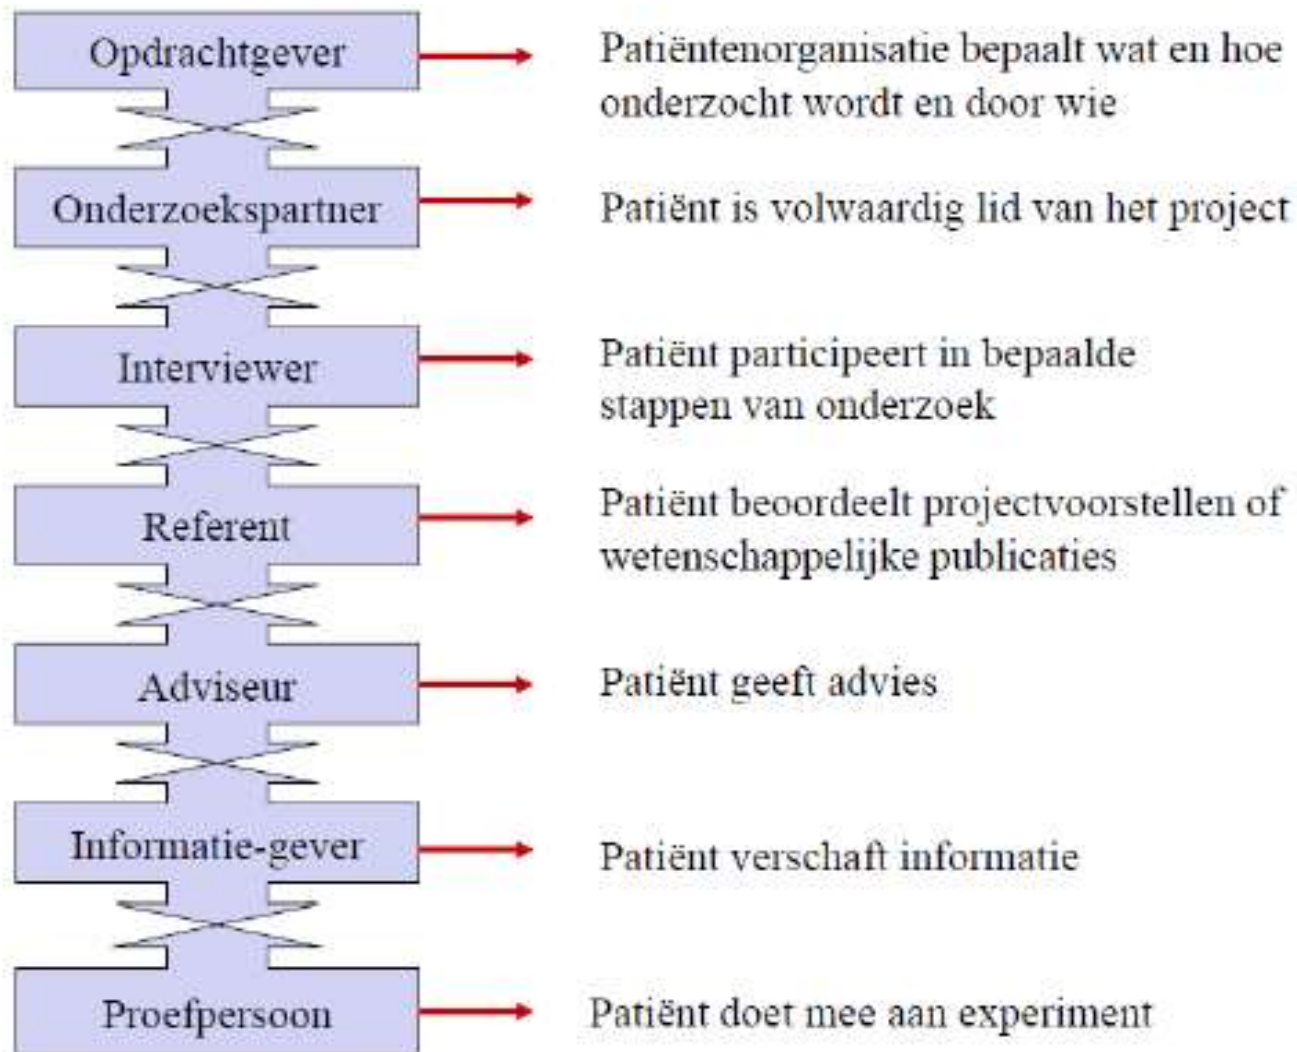 Opdrachtgever
Patiëntenorganisatie bepaalt wat en hoe
onderzocht wordt en door wie
Onderzoekspartner
Patiënt is volwaardig lid van het project
Interviewer
Patiënt participeert in bepaalde
stappen van onderzoek
Referent
Patiënt beoordeelt projectvoorstellen of
wetenschappelijke publicaties
Adviseur
Patiënt geeft advies
Informatie-gever
Patiënt verschaft informatie
Proefpersoon
Patiënt doet mee aan experiment